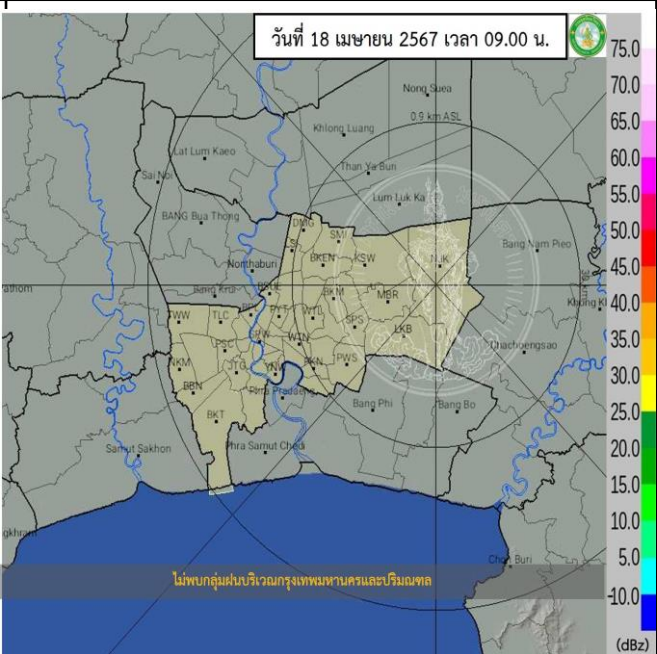 วันที่ 18 เมษายน 2567 เวลา 09.00 น.
75.0
70.0
65.0
60.0
55.0
50.0
45.0
40.0
35.0
30.0
25.0
20.0
15.0
10.0
5.0
-10.0
(dBz)
Nong Suea
0.9 km ASL
Khlong Luang
Lat Lum Kaeo
Than Ya Buri
Sai Noi
Lum Luk Ka
BANG Bua Thong
DMG
SMI
Bang Nam Pieo
Nonthaburi
BKEN
KSW
NJK
Bang Krui
BKM
MBR
TWW
TLC
PYT
WTL
SPS
LKB
PSC
WTN
Chachoengsao
NKM
JTG
PKN
PWS
BBN
Phra Pradaeng
BKT
Bang Phi
Bang Bo
Samut Sakhon
Phra Samut Chedi
Chon Buri
ไม่พบกลุ่มฝนบริเวณกรุงเทพมหานครและปริมณฑล